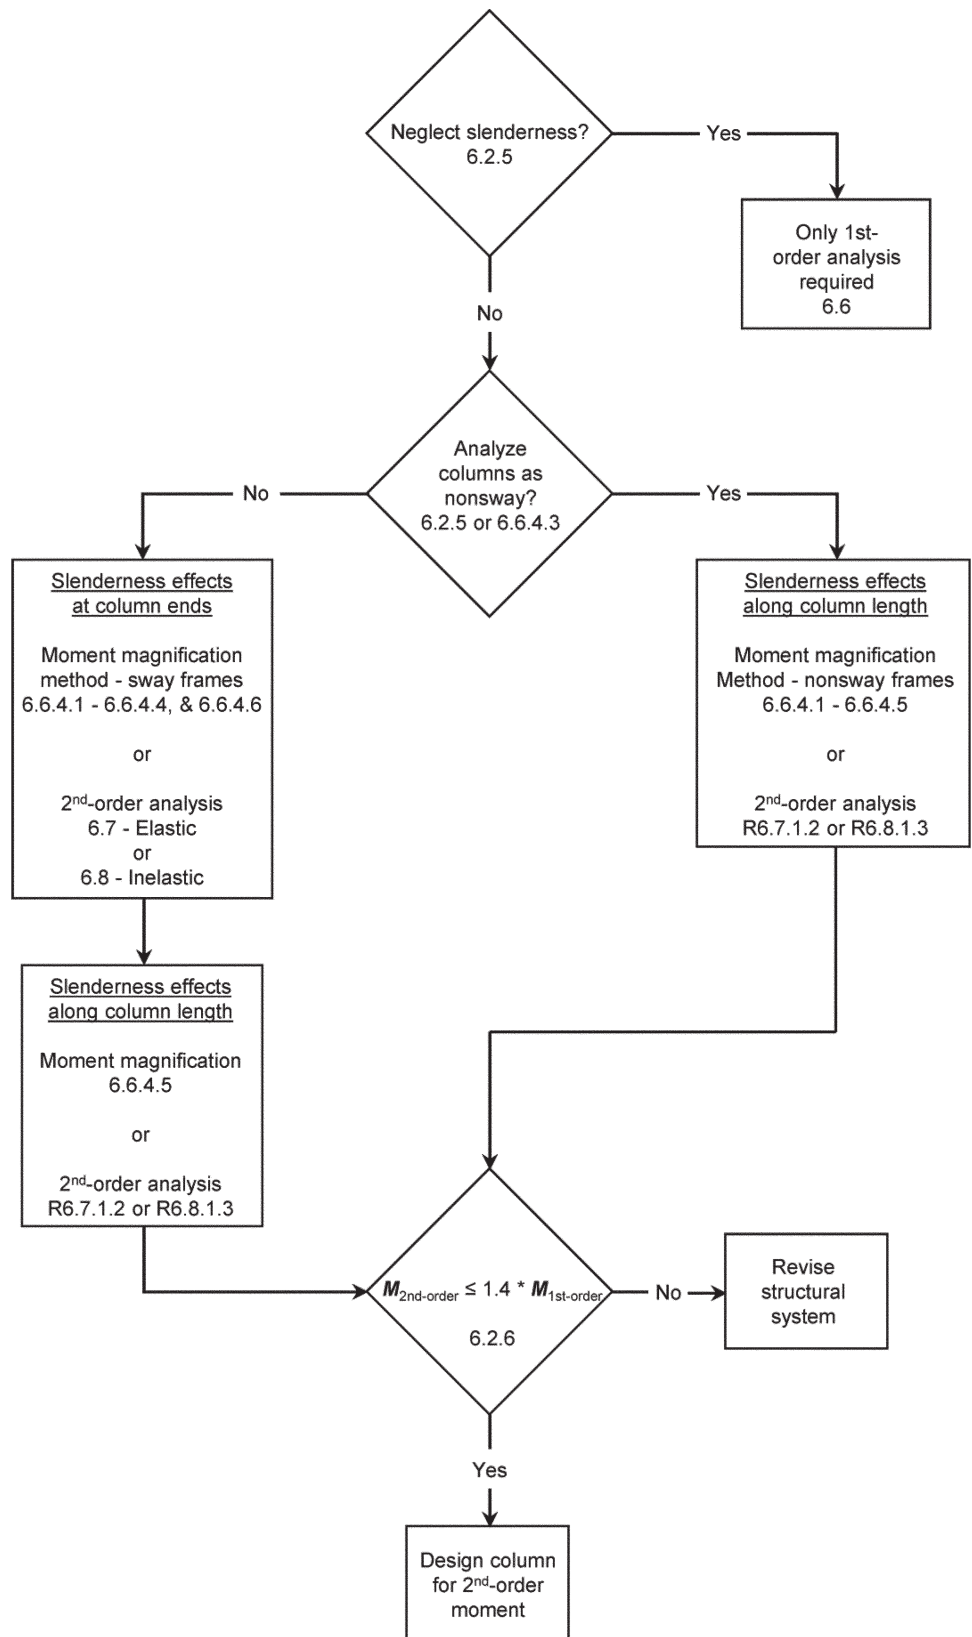 Neglect slenderness?
6.2.5
Yes
Only 1st-
order analysis
required
6.6
No
Analyze
columns as
nonsway?
6.2.5 or 6.6.4.3
No
Yes
Slenderness effects
at column ends
Moment magnification
method - sway frames
6.6.4.1 - 6.6.4.4, & 6.6.4.6
or
2nd-order analysis
6.7 - Elastic
or
6.8 - Inelastic
Slenderness effects
along column length
Moment magnification
Method - nonsway frames
6.6.4.1 - 6.6.4.5
or
2nd-order analysis
R6.7.1.2 or R6.8.1.3
Slenderness effects
along column length
Moment magnification
6.6.4.5
or
2nd-order analysis
R6.7.1.2 or R6.8.1.3
M2nd-order ≤ 1.4 * M1st-order
6.2.6
No
Revise
structural
system
Yes
Design column
for 2nd-order
moment